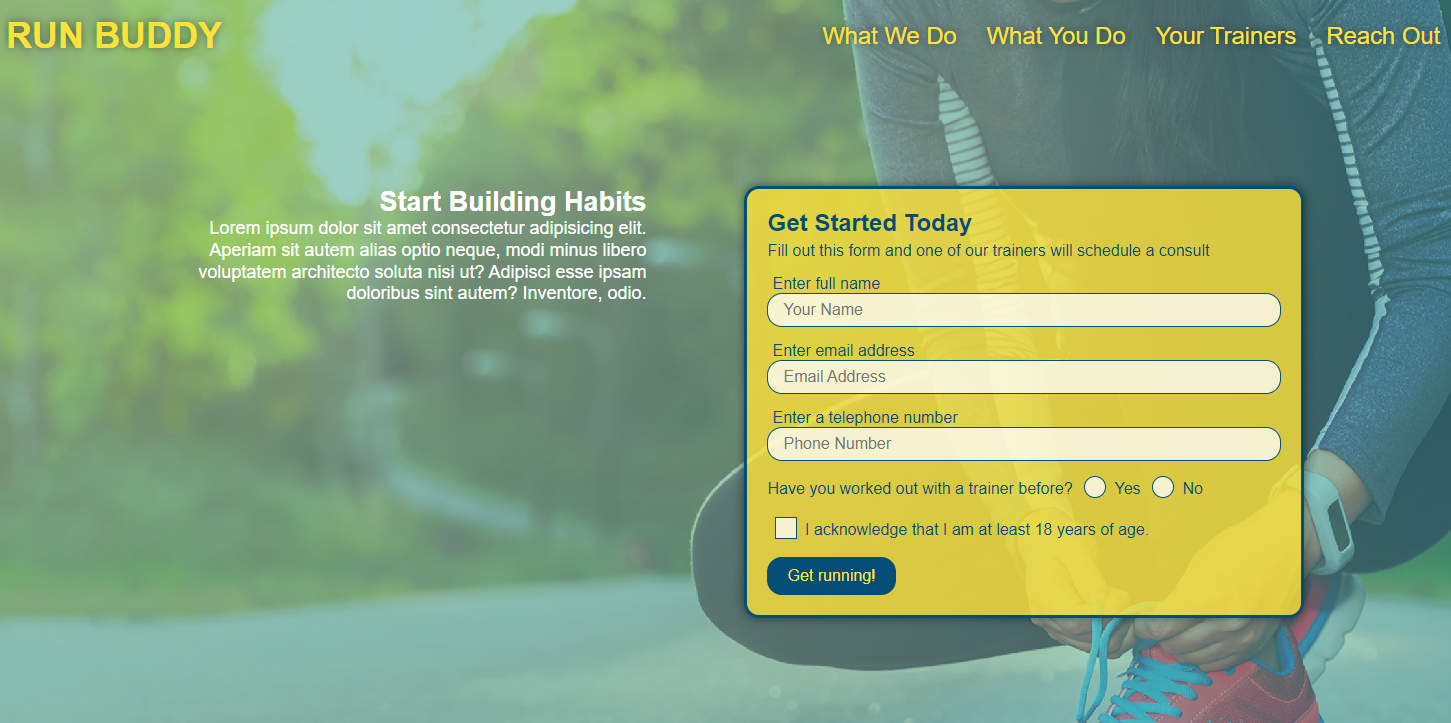 RUN BUDDY
What We Do
What You Do
Your Trainers
Reach Out
Start Building Habits
Lorem ipsum dolor sit amet consectetur adipisicing elit.
Aperiam sit autem alias optio neque, modi minus libero
voluptatem architecto soluta nisi ut? Adipisci esse ipsam
doloribus sint autem? Inventore, odio.
Get Started Today
Fill out this form and one of our trainers will schedule a consult
Enter full name
Your Name
Enter email address
Email Address
Enter a telephone number
Phone Number
Have you worked out with a trainer before? Yes No
I acknowledge that I am at least 18 years of age.
Get running!